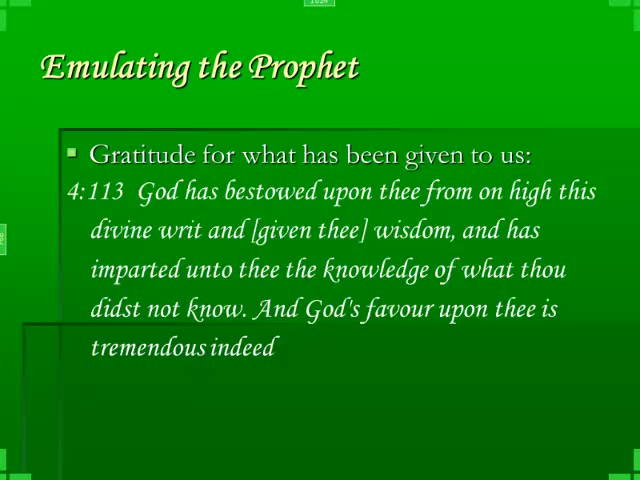 1024
Emulating the Prophet
Gratitude for what has been given to us:
4:113 God has bestowed upon thee from on high this
divine writ and [given thee] wisdom, and has
imparted unto thee the knowledge of what thou
didst not know. And God's favour upon thee is
tremendous indeed
768